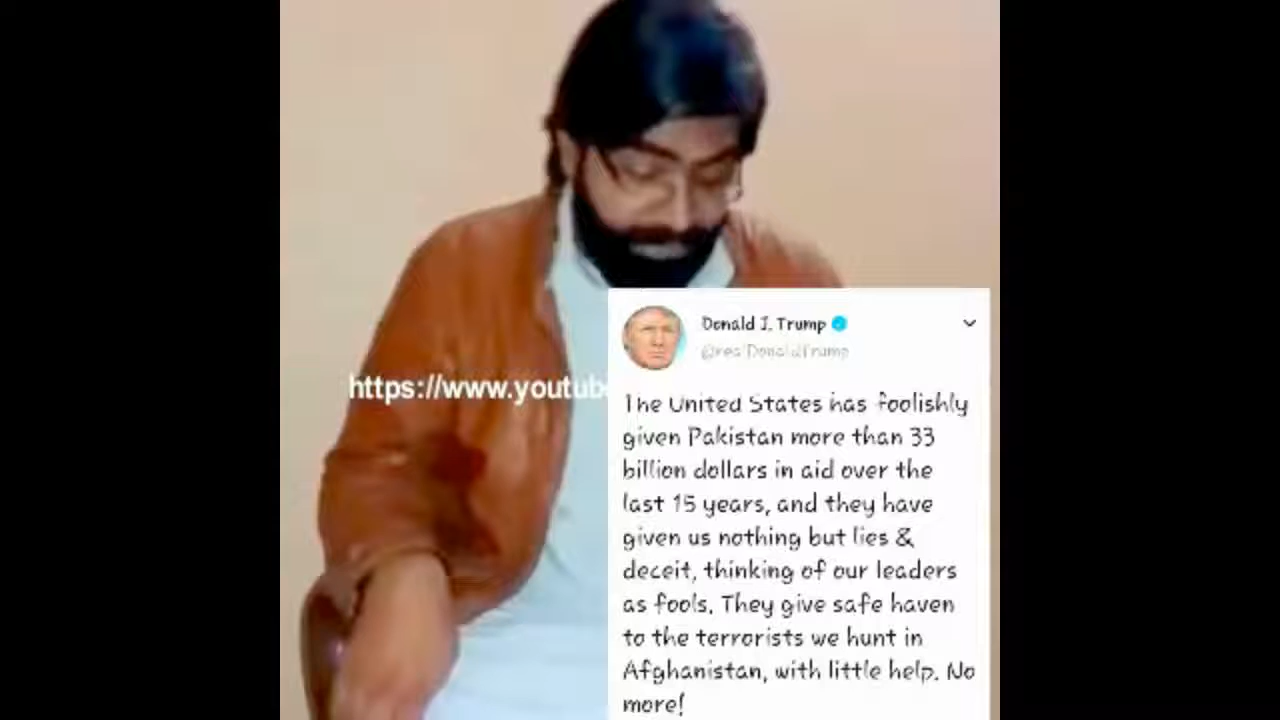 https://www.youtub
Donald J. Trump
@realDonaldTrump
The United States has foolishly
given Pakistan more than 33
billion dollars in aid over the
last 15 years, and they have
given us nothing but lies &
deceit, thinking of our leaders
as fools. They give safe haven
to the terrorists we hunt in
Afghanistan, with little help. No
more!